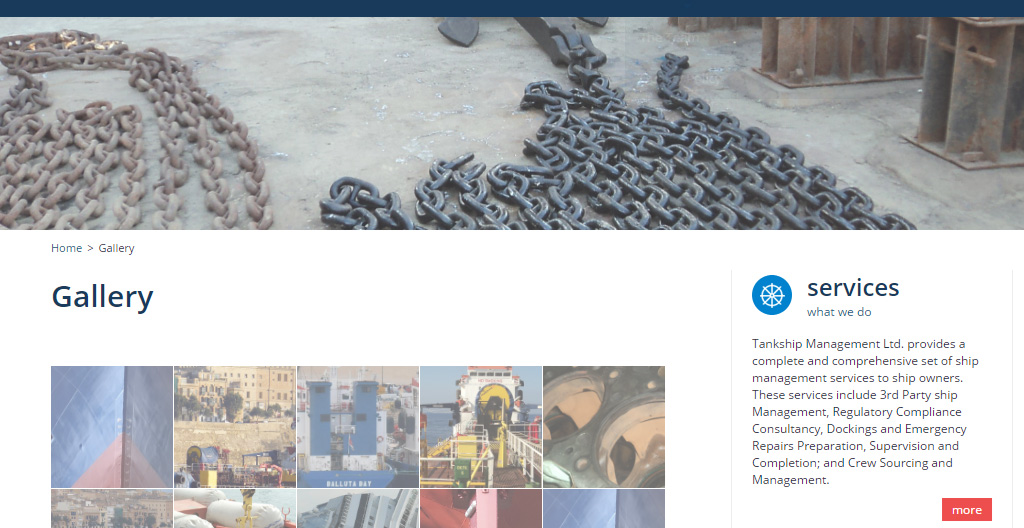 Home > Gallery
Gallery
services
what we do
Tankship Management Ltd. provides a
complete and comprehensive set of ship
management services to ship owners.
These services include 3rd Party ship
Management, Regulatory Compliance
Consultancy, Dockings and Emergency
Repairs Preparation, Supervision and
Completion; and Crew Sourcing and
Management.
more
BALLUTA BAY